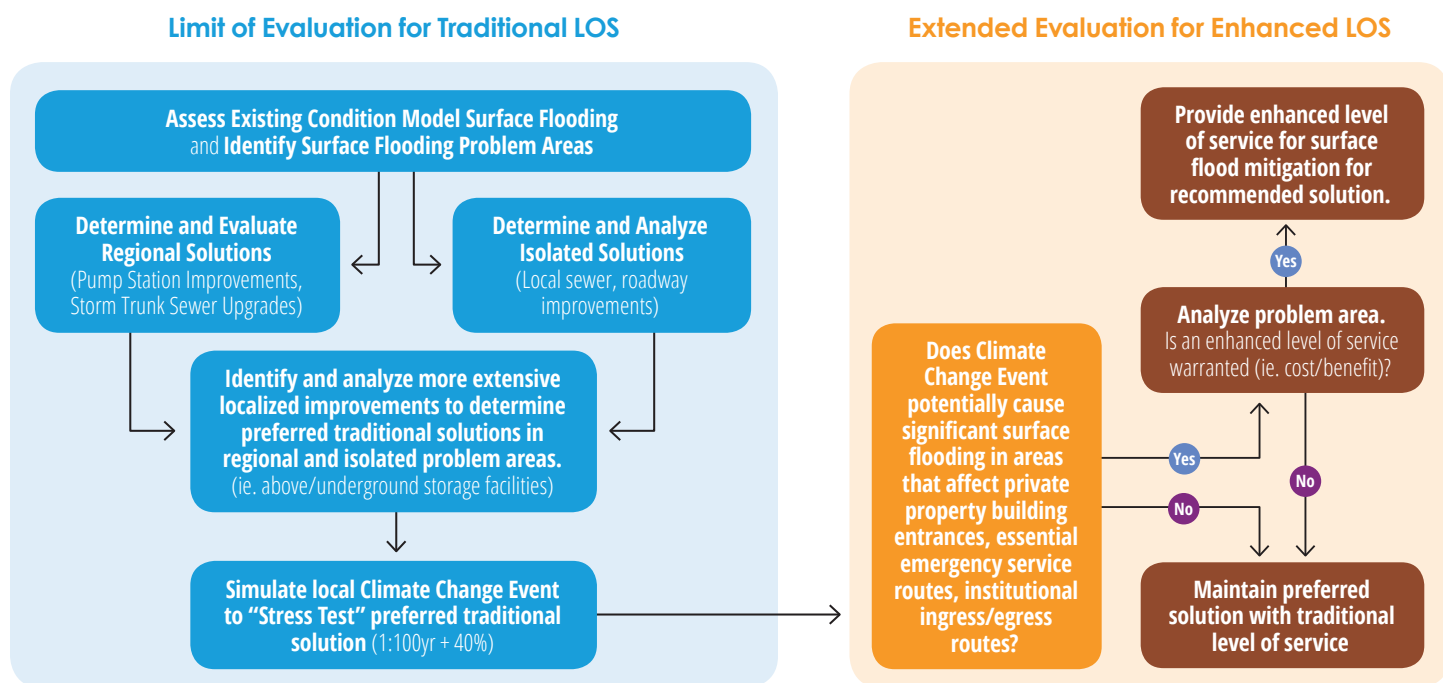 Limit of Evaluation for Traditional LOS
Assess Existing Condition Model Surface Flooding
and Identify Surface Flooding Problem Areas
Determine and Evaluate
Regional Solutions
(Pump Station Improvements,
Storm Trunk Sewer Upgrades)
Determine and Analyze
Isolated Solutions
(Local sewer, roadway
improvements)
Identify and analyze more extensive
localized improvements to determine
preferred traditional solutions in
regional and isolated problem areas.
(ie. above/underground storage facilities)
Simulate local Climate Change Event
to “Stress Test” preferred traditional
solution (1:100yr + 40%)
Extended Evaluation for Enhanced LOS
Does Climate
Change Event
potentially cause
significant surface
flooding in areas
that affect private
property building
entrances, essential
emergency service
routes, institutional
ingress/egress
routes?
Yes
No
Analyze problem area.
Is an enhanced level of service
warranted (ie. cost/benefit)?
Yes
No
Provide enhanced level
of service for surface
flood mitigation for
recommended solution.
Maintain preferred
solution with traditional
level of service